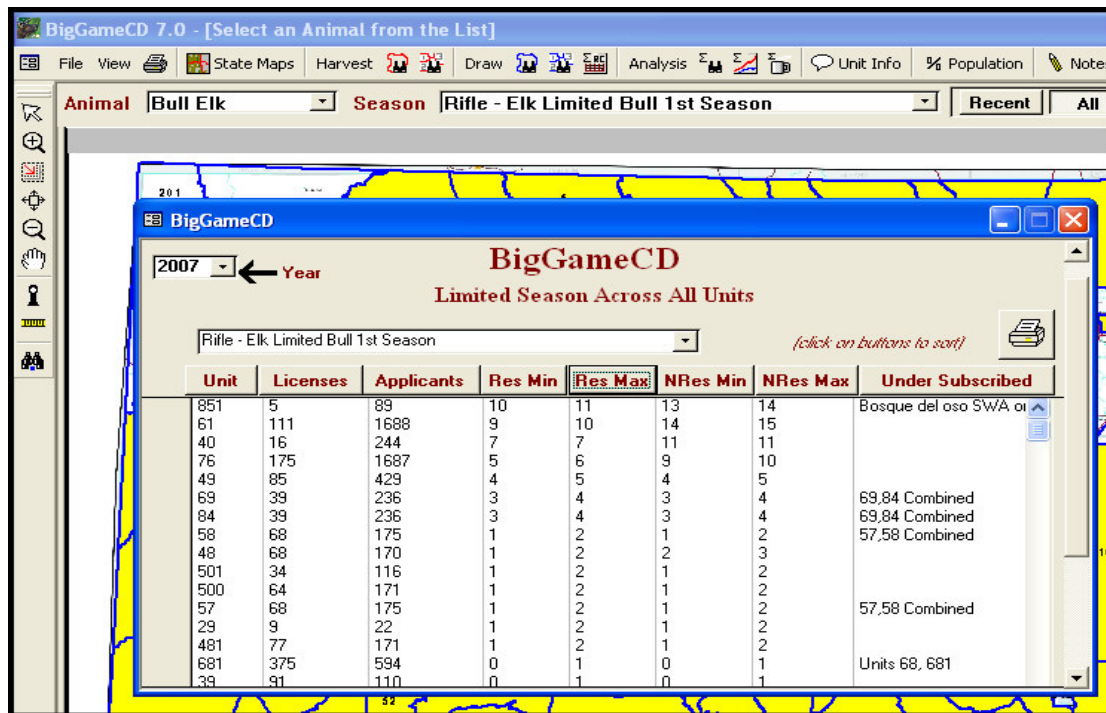 BigGameCD 7.0 - [Select an Animal from the List]
File View State Maps Harvest Draw Analysis Unit Info Population Notes
Animal Bull Elk Season Rifle - Elk Limited Bull 1st Season Recent All
201
BigGameCD
2007 Year
BigGameCD
Limited Season Across All Units
Rifle - Elk Limited Bull 1st Season (click on buttons to sort)
Unit Licenses Applicants Res Min Res Max NRes Min NRes Max Under Subscribed
851 5 89 10 11 13 14 Bosque del oso SWA
61 111 1688 9 10 14 15
40 16 244 7 7 11 11
76 175 1687 5 6 9 10
49 85 429 4 5 4 5
69 39 236 3 4 3 4 69,84 Combined
84 39 236 3 4 3 4 69,84 Combined
58 68 175 1 2 1 2 57,58 Combined
48 68 170 1 2 2 3
501 34 116 1 2 1 2
500 64 171 1 2 1 2
57 68 175 1 2 1 2 57,58 Combined
29 9 22 1 2 1 2
481 77 171 1 2 1 2
681 375 594 0 1 0 1 Units 68, 681
39 91 110 0 1 0 1
52